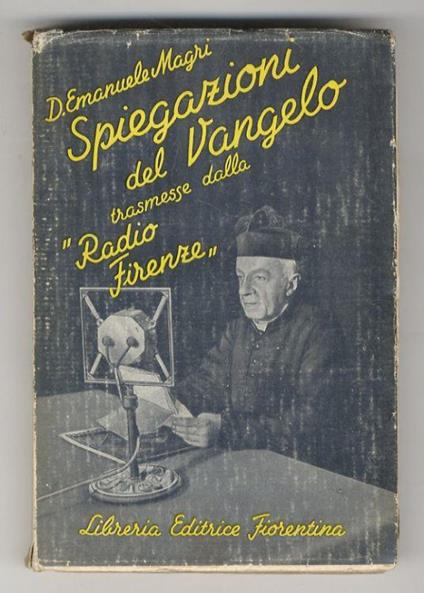 D. Emanuele Magri
Spiegazioni
del Vangelo
trasmesse dalla
"Radio
Firenze"
Libreria Editrice Fiorentina